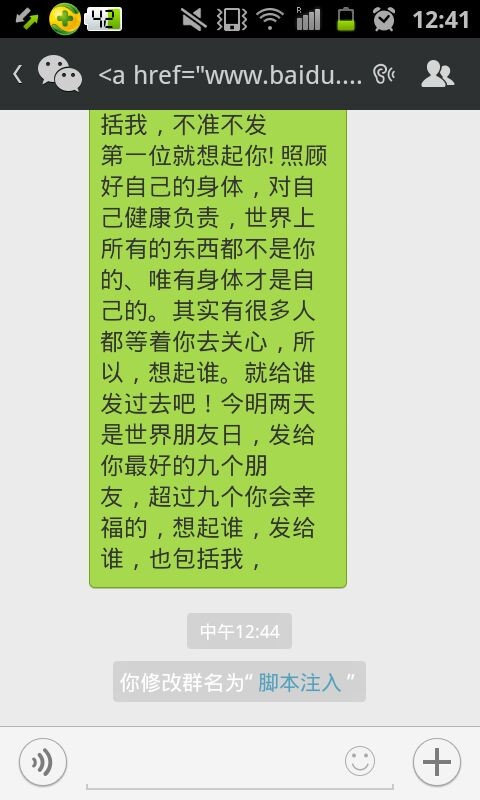 42
R
12:41
<a href="www.baidu....
括我，不准不发
第一位就想起你! 照顾
好自己的身体，对自
己健康负责，世界上
所有的东西都不是你
的、唯有身体才是自
己的。其实有很多人
都等着你去关心，所
以，想起谁。就给谁
发过去吧！今明两天
是世界朋友日，发给
你最好的九个朋
友，超过九个你会幸
福的，想起谁，发给
谁，也包括我，
中午12:44
你修改群名为“ 脚本注入 ”